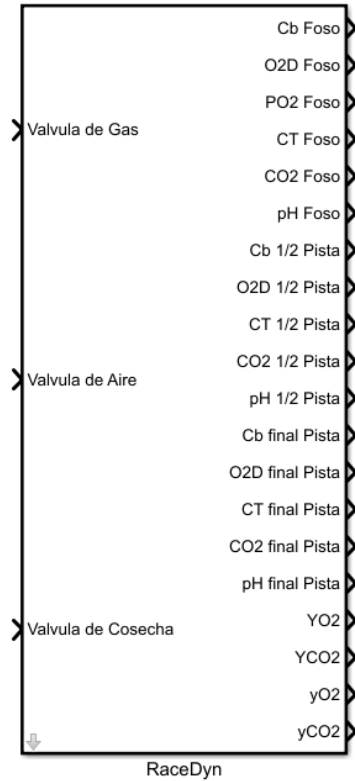 Cb Foso
O2D Foso
PO2 Foso
Valvula de Gas
CT Foso
CO2 Foso
pH Foso
Cb 1/2 Pista
O2D 1/2 Pista
CT 1/2 Pista
CO2 1/2 Pista
Valvula de Aire
pH 1/2 Pista
Cb final Pista
O2D final Pista
CT final Pista
CO2 final Pista
pH final Pista
YO2
Valvula de Cosecha
YCO2
yO2
yCO2
RaceDyn